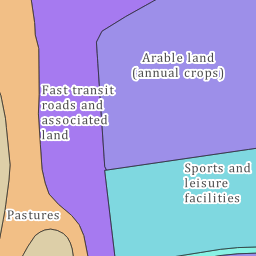 Arable land
(annual crops)
Fast transit
roads and
associated
land
Sports and
leisure
facilities
Pastures